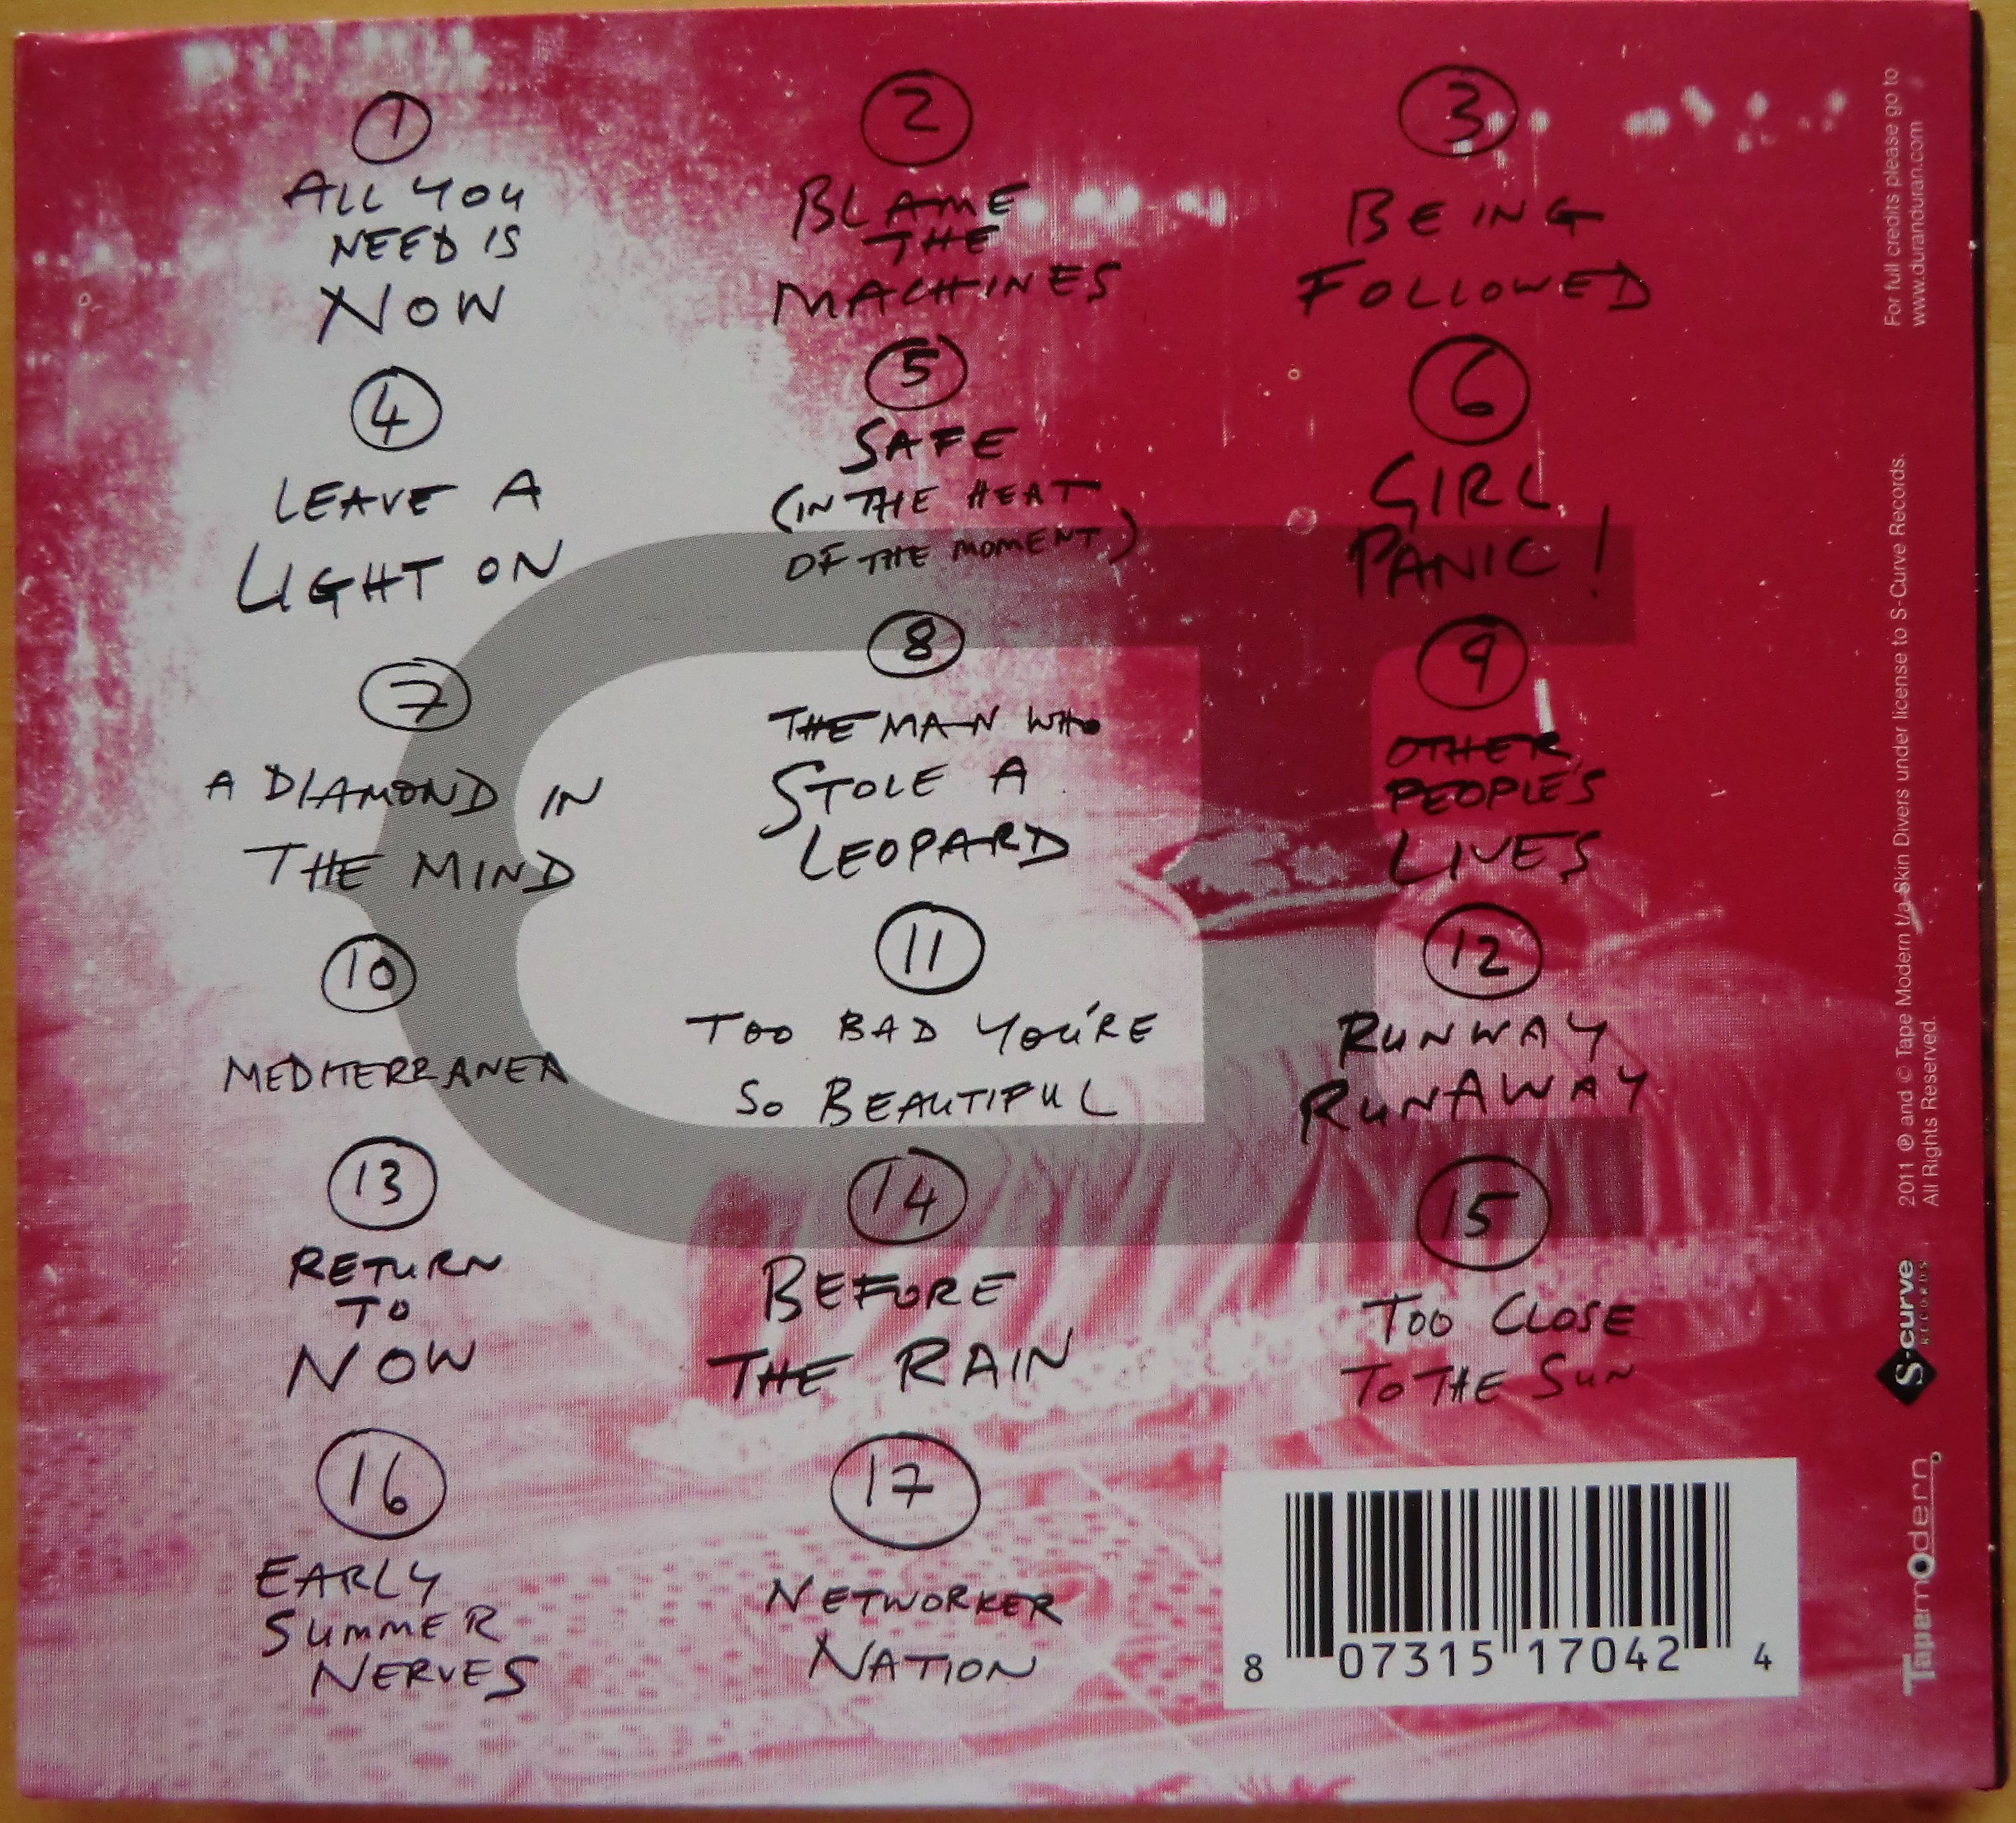 1
ALL YOU
NEED IS
NOW
2
BLAME
THE
MACHINES
3
BEING
FOLLOWED
4
LEAVE A
LIGHT ON
5
SAFE
(IN THE HEAT
OF THE MOMENT)
6
GIRL
PANIC!
7
A DIAMOND IN
THE MIND
8
THE MAN WHO
STOLE A
LEOPARD
9
OTHER
PEOPLE'S
LIVES
10
MEDITERRANEA
11
TOO BAD YOU'RE
SO BEAUTIFUL
12
RUNWAY
RUNAWAY
13
RETURN
TO
NOW
14
BEFORE
THE RAIN
15
TOO CLOSE
TO THE SUN
16
EARLY
SUMMER
NERVES
17
NETWORKER
NATION
8 07315 17042 4
For full credits please go to
www.duranduran.com
2011 ℗ and © Tape Modern t/a Skin Divers under license to S-Curve Records.
All Rights Reserved.
S-curve
RECORDS
Tapemodern.